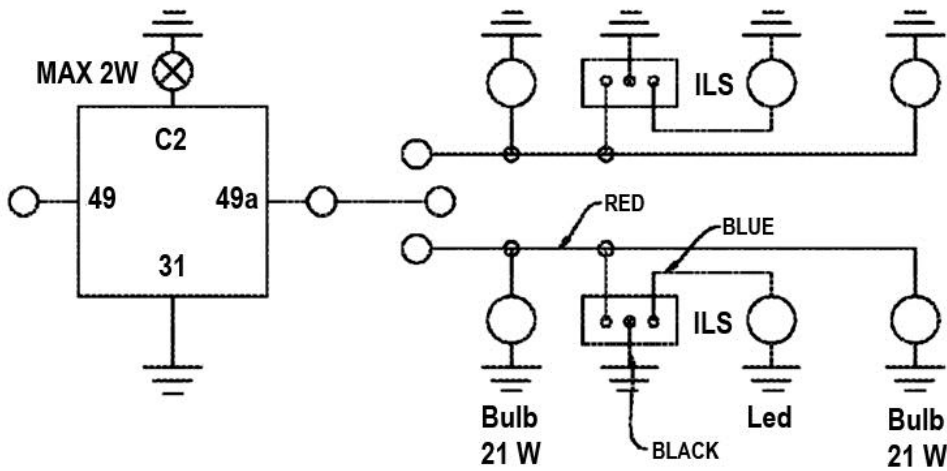 MAX 2W
ILS
C2
49
49a
31
RED
BLUE
ILS
Bulb
21 W
Led
Bulb
21 W
BLACK